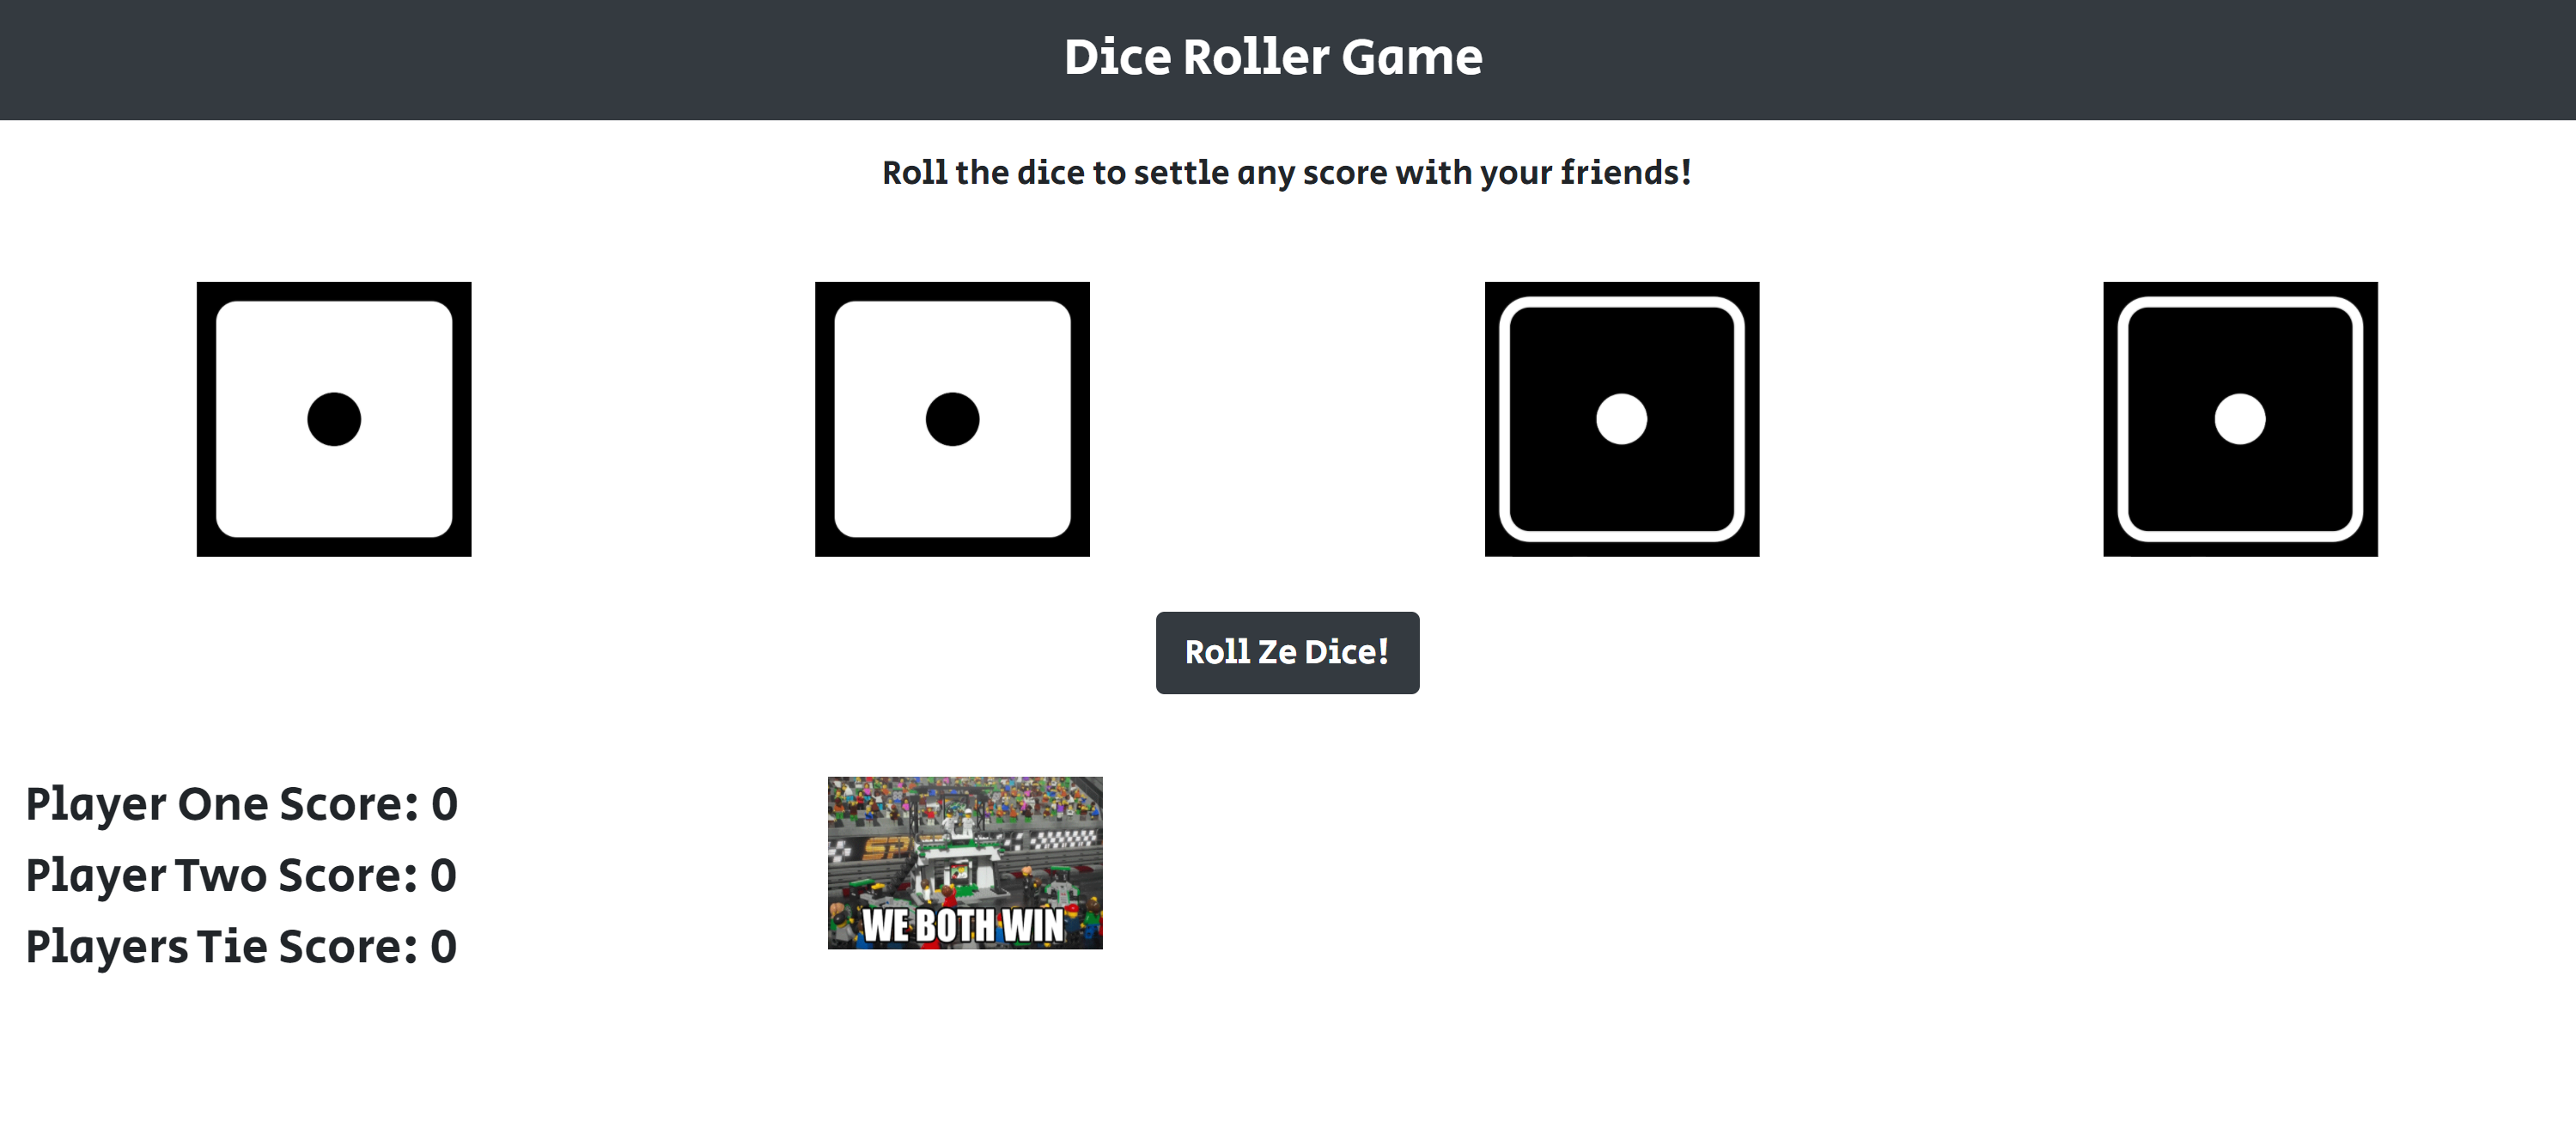 Dice Roller Game
Roll the dice to settle any score with your friends!
Roll Ze Dice!
Player One Score: 0
Player Two Score: 0
Players Tie Score: 0
SP
WE BOTH WIN